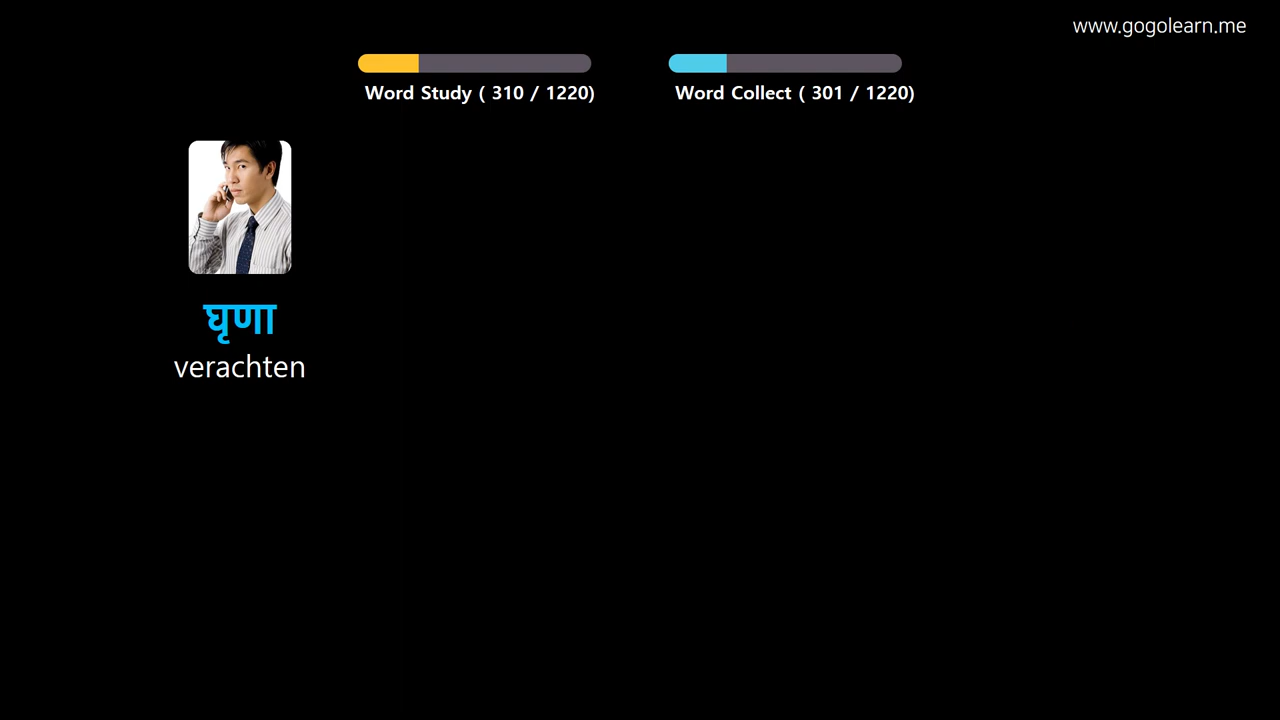 www.gogolearn.me
Word Study ( 310 / 1220)
Word Collect ( 301 / 1220)
घृणा
verachten